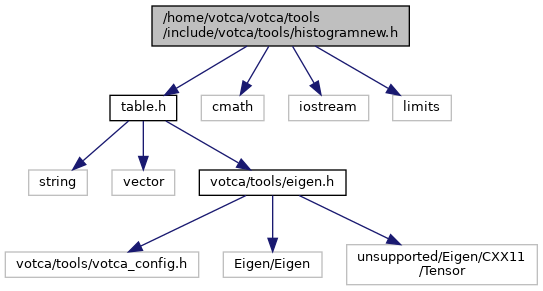 /home/votca/votca/tools
/include/votca/tools/histogramnew.h
table.h
cmath
iostream
limits
string
vector
votca/tools/eigen.h
votca/tools/votca_config.h
Eigen/Eigen
unsupported/Eigen/CXX11
/Tensor